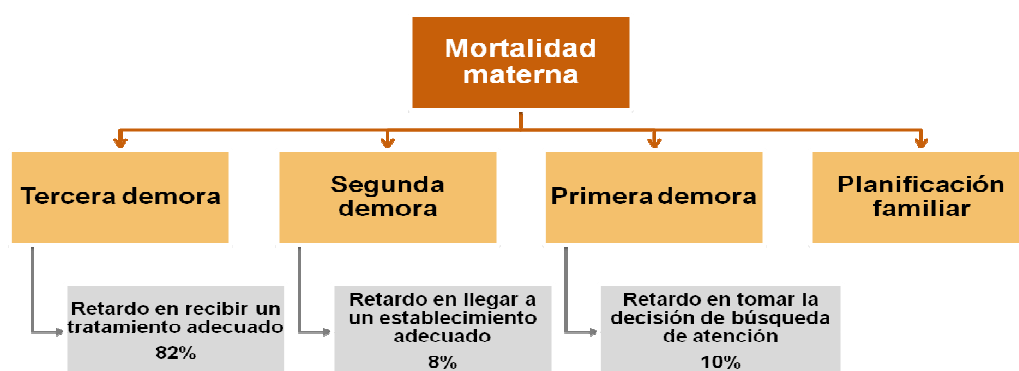 Mortalidad
materna
Tercera demora
Segunda
demora
Primera demora
Planificación
familiar
Retardo en recibir un
tratamiento adecuado
82%
Retardo en llegar a
un establecimiento
adecuado
8%
Retardo en tomar la
decisión de búsqueda
de atención
10%